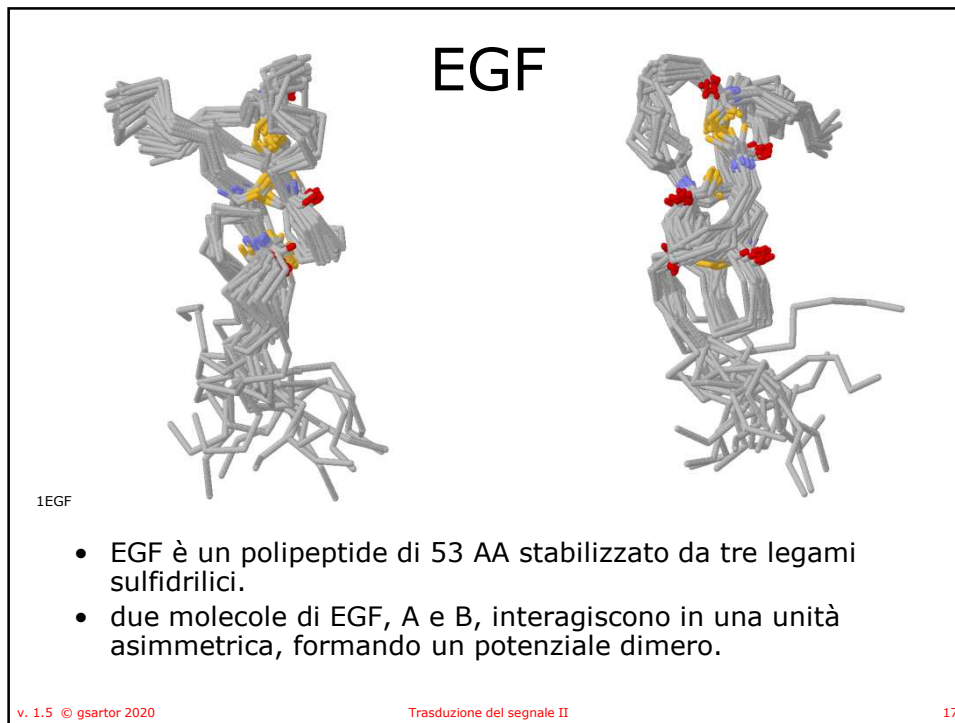 EGF
1EGF
• EGF è un polipeptide di 53 AA stabilizzato da tre legami
sulfidrilici.
• due molecole di EGF, A e B, interagiscono in una unità
asimmetrica, formando un potenziale dimero.
v. 1.5 © gsartor 2020 Trasduzione del segnale II 17